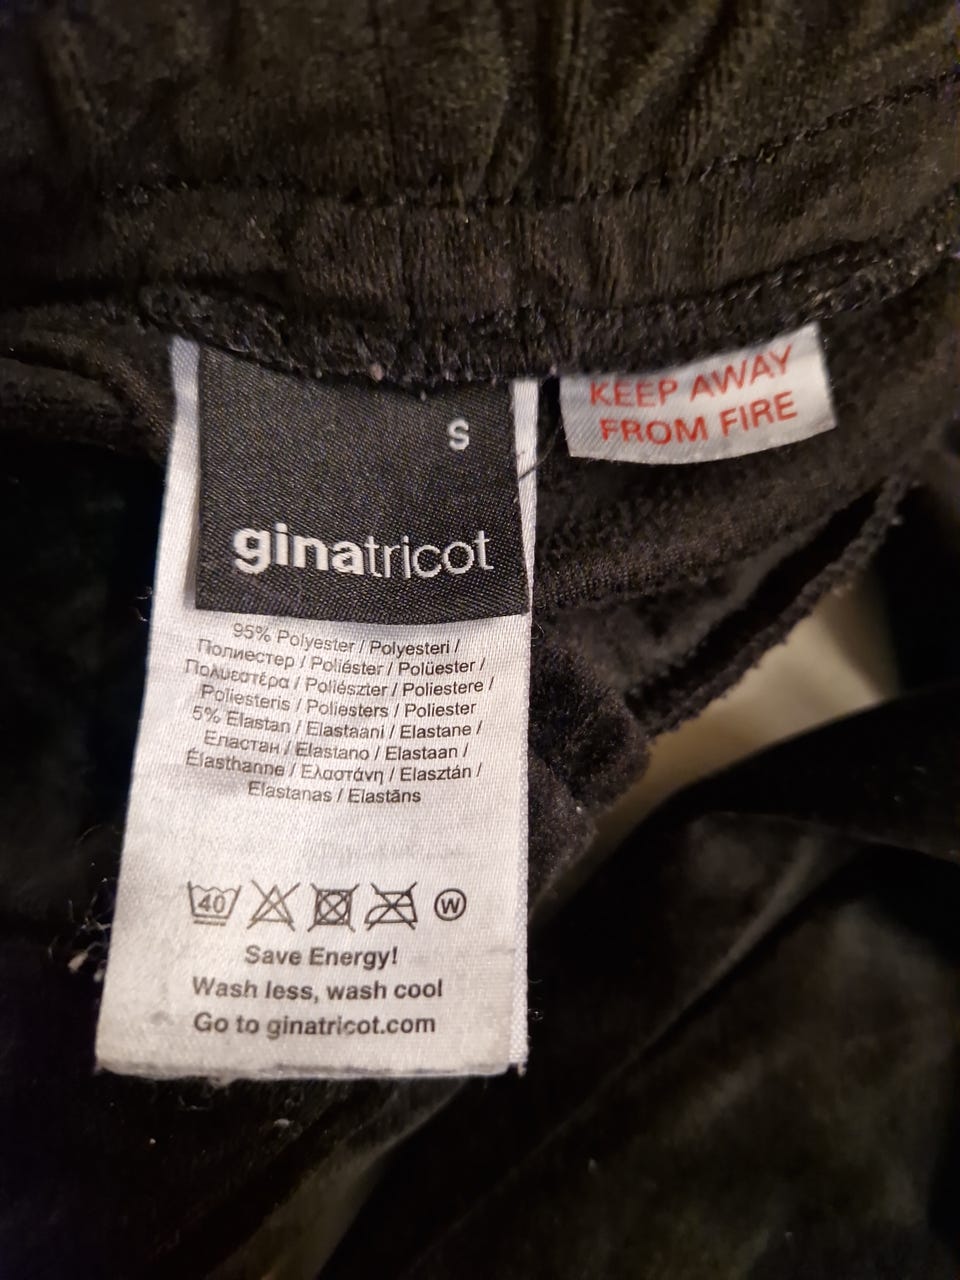 S
ginatricot
KEEP AWAY
FROM FIRE
95% Polyester / Polyesteri /
Полиестер / Poliéster / Polüester /
Πολυεστέρα / Poliészter / Poliestere /
Poliesteris / Poliesters / Poliester
5% Elastan / Elastaani / Elastane /
Еластан / Elastano / Elastaan /
Élasthanne / Ελαστάνη / Elasztán /
Elastanas / Elastāns
40 W
Save Energy!
Wash less, wash cool
Go to ginatricot.com